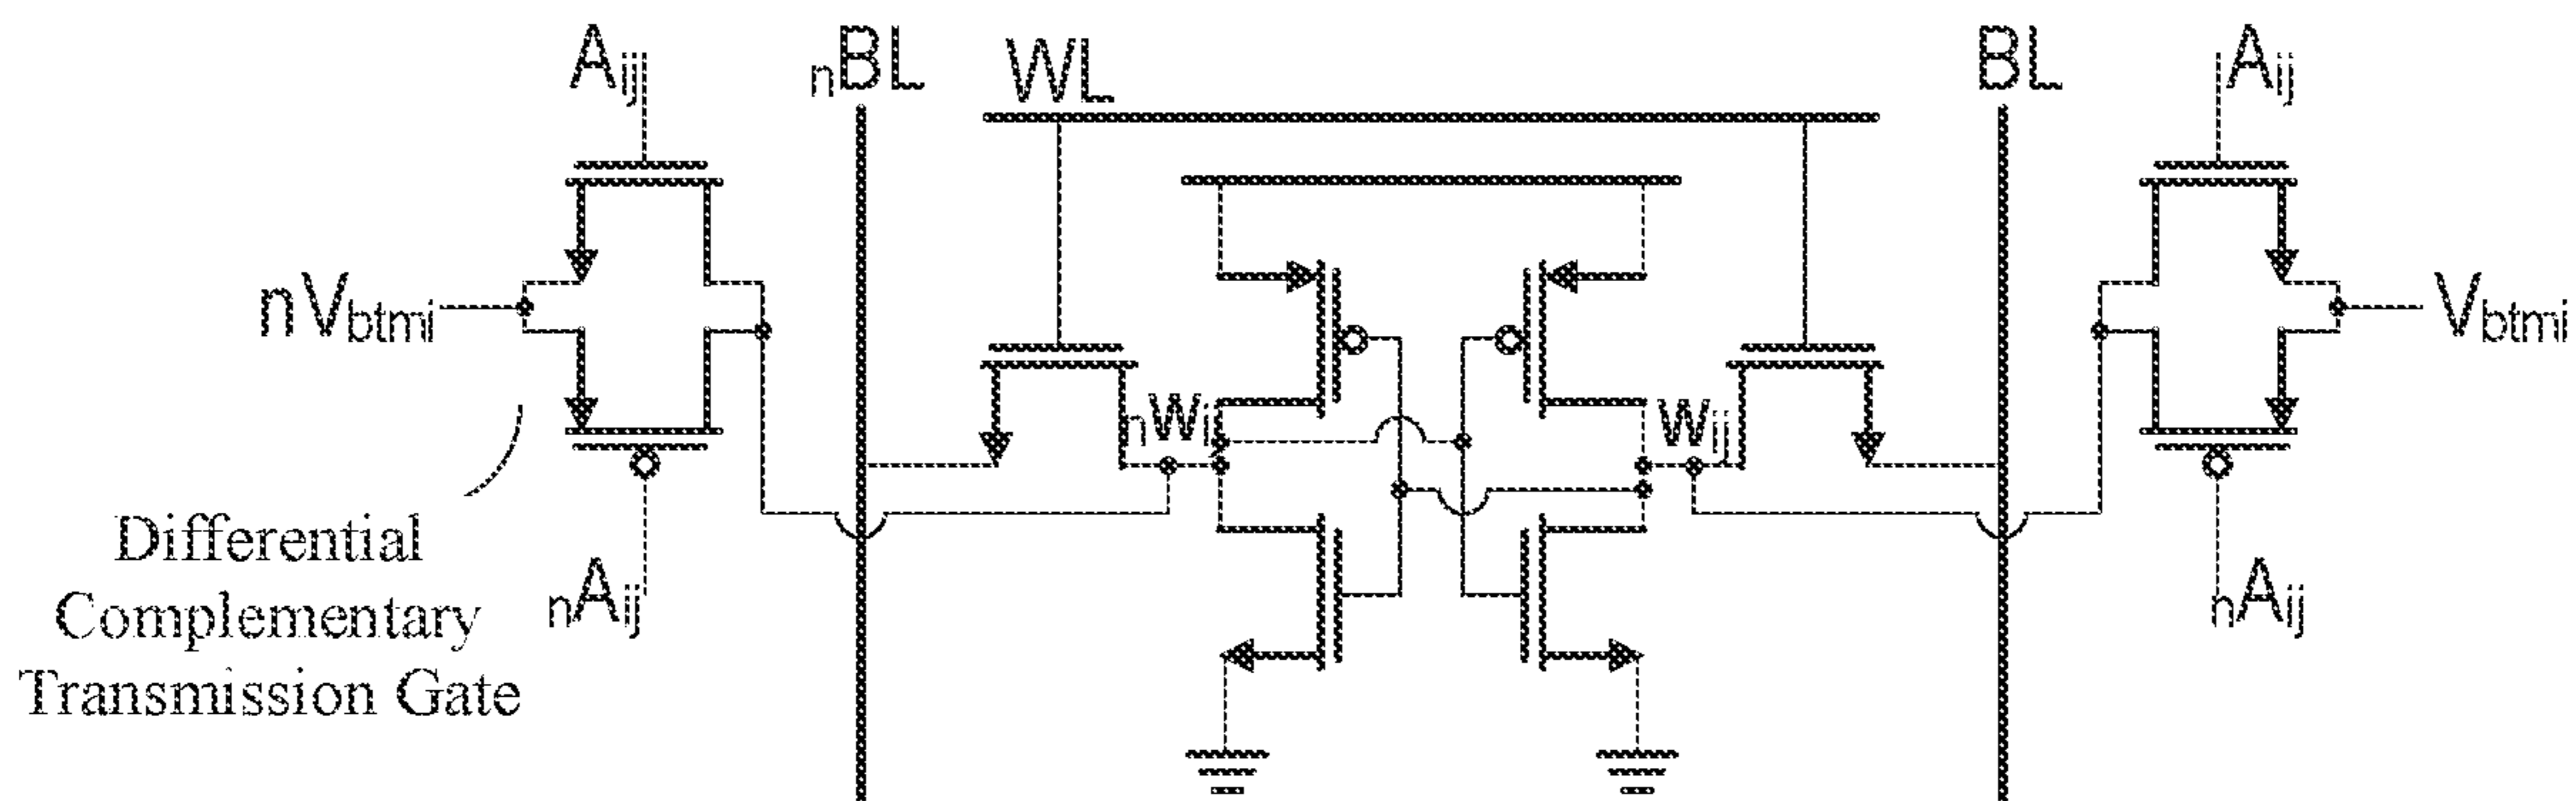 Aij
nBL
WL
BL
Aij
nVbtmi
nWij
Wij
Vbtmi
Differential
Complementary
Transmission Gate
nAij
nAij